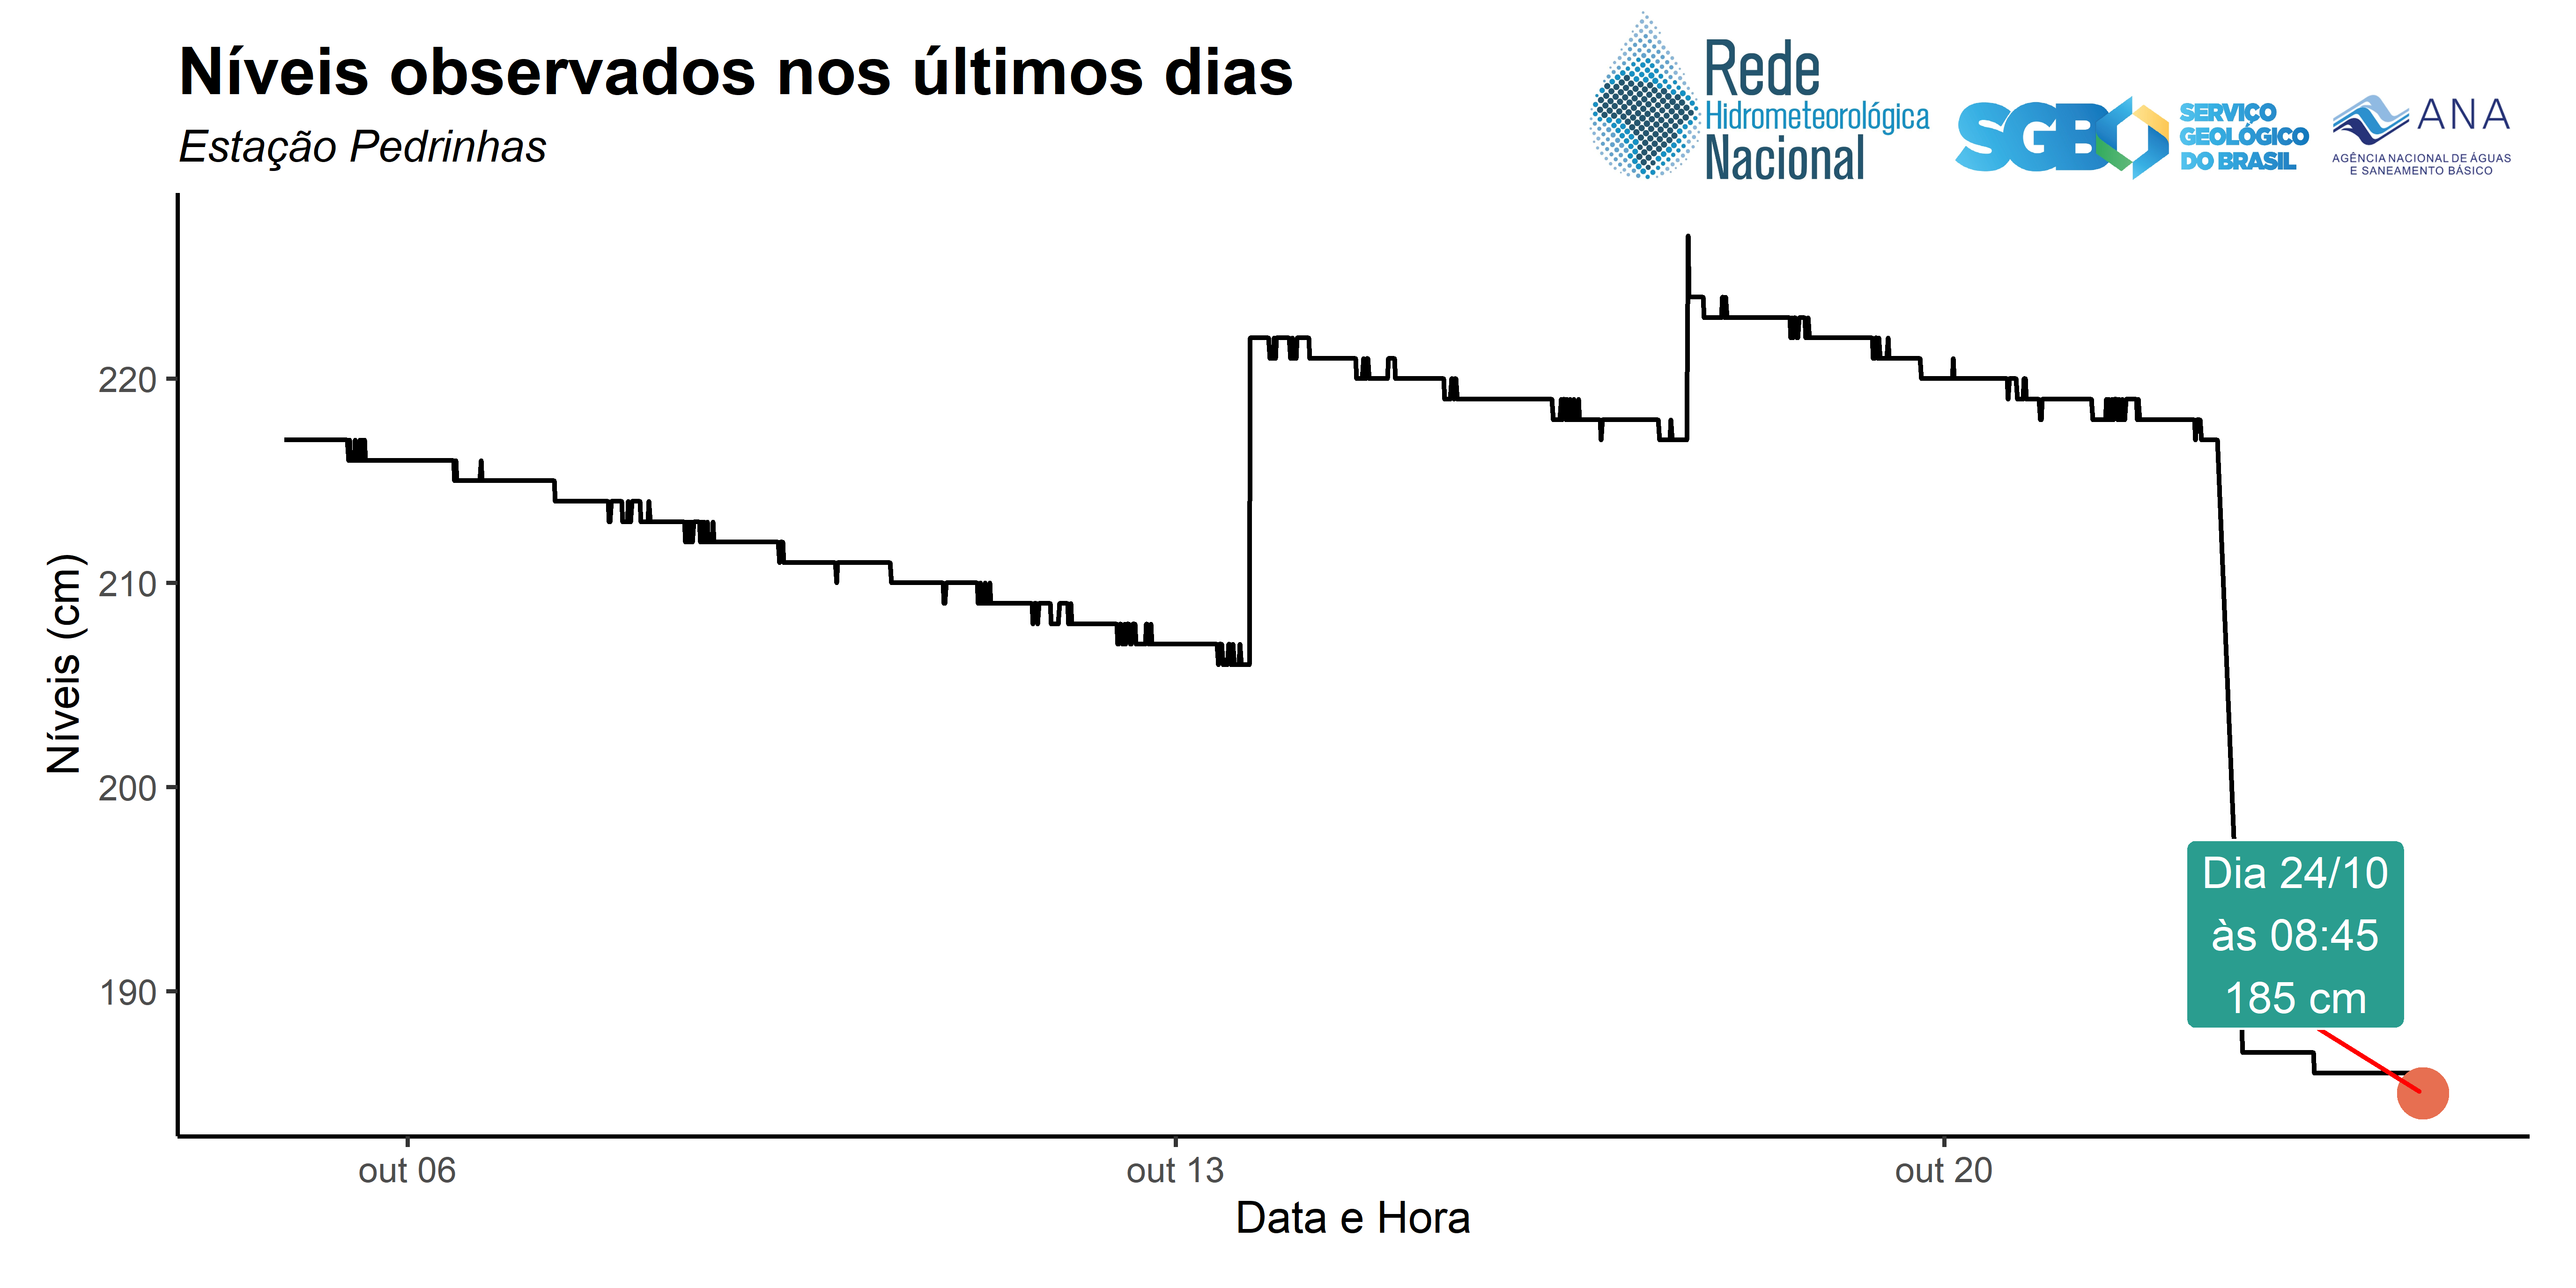 Níveis observados nos últimos dias
Estação Pedrinhas
Rede
Hidrometeorológica
Nacional
SGB
SERVIÇO
GEOLÓGICO
DO BRASIL
ANA
AGÊNCIA NACIONAL DE ÁGUAS
E SANEAMENTO BÁSICO
Níveis (cm)
220
210
200
190
Dia 24/10
às 08:45
185 cm
out 06
out 13
out 20
Data e Hora